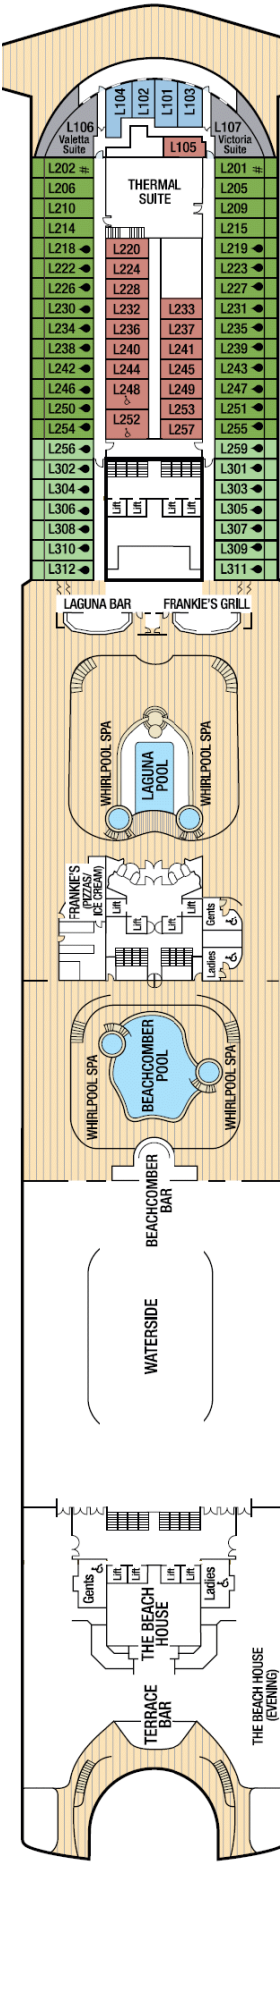 L104
L102
L101
L103
L106
Valetta
Suite
L107
Victoria
Suite
L105
L202 #
L201 #
THERMAL
SUITE
L206
L205
L210
L209
L214
L215
L218
L220
L219
L222
L224
L223
L226
L228
L227
L230
L232
L233
L231
L234
L236
L237
L235
L238
L240
L241
L239
L242
L244
L245
L243
L246
L248
L249
L247
L250
L252
L253
L251
L254
L257
L255
L256
L259
L302
L301
L304
L303
L306
Lift
Lift
Lift
Lift
L305
L308
L307
L310
L309
L312
L311
LAGUNA BAR
FRANKIE'S GRILL
WHIRLPOOL SPA
LAGUNA
POOL
WHIRLPOOL SPA
FRANKIE'S
(PIZZAS/
ICE CREAM)
Lift
Lift
Lift
Lift
Gents
Ladies
WHIRLPOOL SPA
BEACHCOMBER
POOL
WHIRLPOOL SPA
BEACHCOMBER
BAR
WATERSIDE
Gents
Lift
Lift
Lift
Lift
Ladies
THE BEACH
HOUSE
TERRACE
BAR
THE BEACH HOUSE
(EVENING)